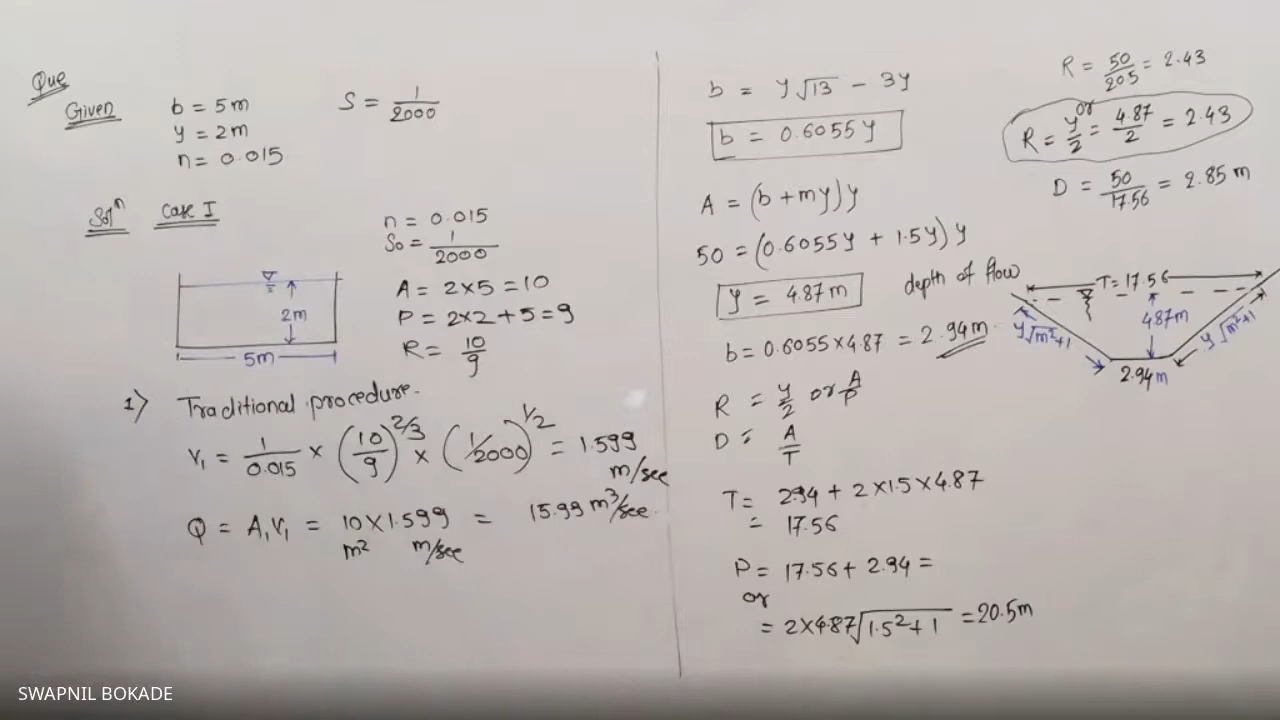 Que
Given b = 5m S = 1/2000
y = 2m
n = 0.015
Solⁿ Case I
n = 0.015
S₀ = 1/2000
A = 2×5 = 10
P = 2×2 + 5 = 9
R = 10/9
2m
5m
1) Traditional procedure.
V₁ = 1/0.015 × (10/9)^2/3 × (1/2000)^1/2 = 1.599
m/sec
Q = A₁V₁ = 10 × 1.599 = 15.99 m³/sec.
m² m/sec
b = y√13 − 3y
b = 0.6055y
A = (b + my)y
50 = (0.6055y + 1.5y)y
y = 4.87m depth of flow
b = 0.6055×4.87 = 2.94m.
R = y/2 or A/P
D = A/T
T = 2.94 + 2×1.5×4.87
= 17.56
P = 17.56 + 2.94 =
or
= 2×4.87√1.5²+1 = 20.5m
R = 50/205 = 2.43
or
R = y/2 = 4.87/2 = 2.43
D = 50/17.56 = 2.85 m
T = 17.56
4.87m
y√m²+1
y√m²+1
2.94m
SWAPNIL BOKADE